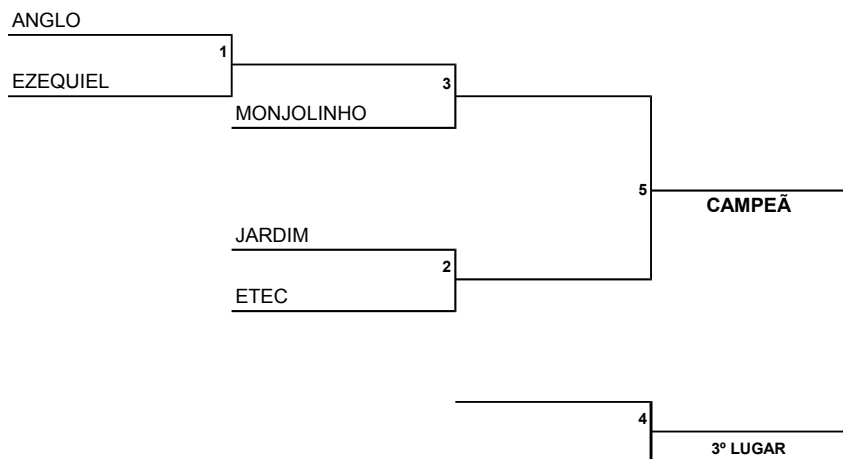 ANGLO
1
EZEQUIEL
3
MONJOLINHO
5
CAMPEÃ
JARDIM
2
ETEC
4
3º LUGAR